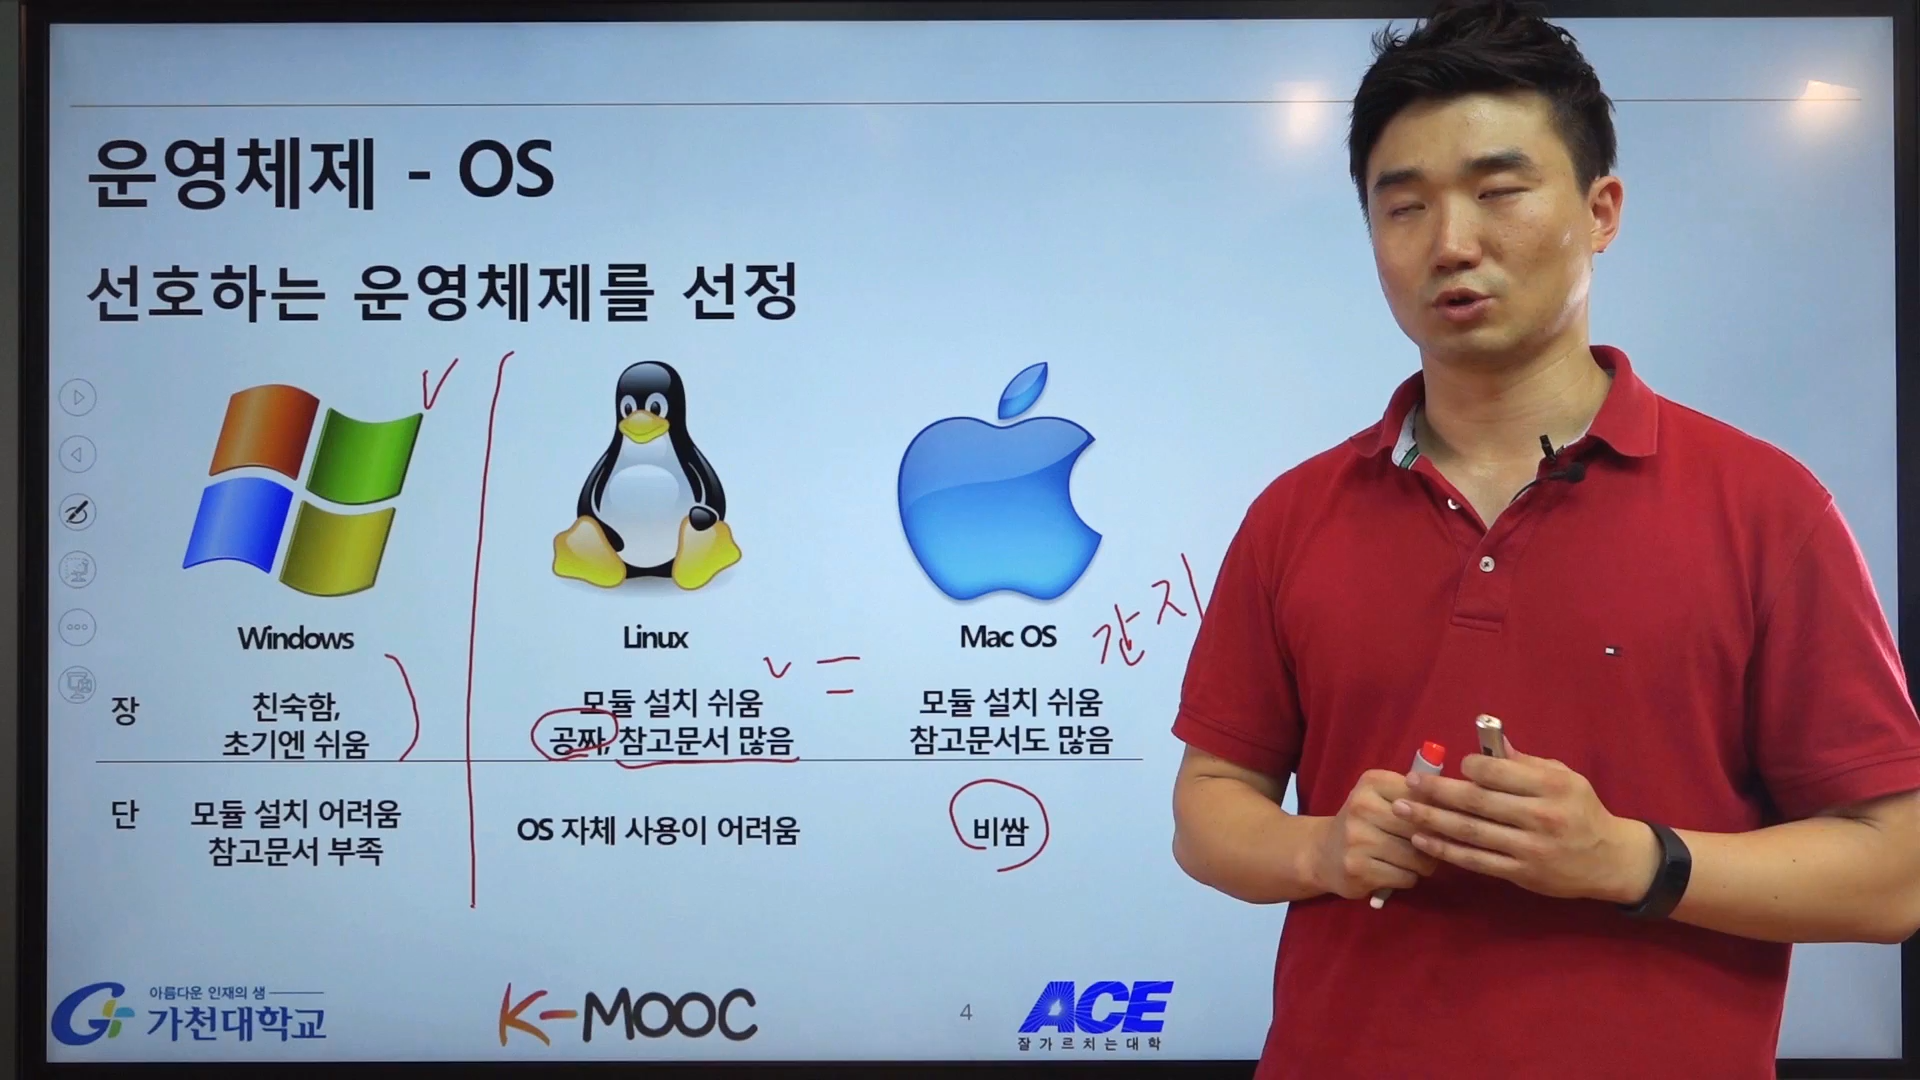 운영체제 - OS
선호하는 운영체제를 선정
Windows
Linux
Mac OS
간지
장
친숙함,
초기엔 쉬움
모듈 설치 쉬움
공짜, 참고문서 많음
=
모듈 설치 쉬움
참고문서도 많음
단
모듈 설치 어려움
참고문서 부족
OS 자체 사용이 어려움
비쌈
아름다운 인재의 샘
가천대학교
K-MOOC
4
ACE
잘가르치는대학